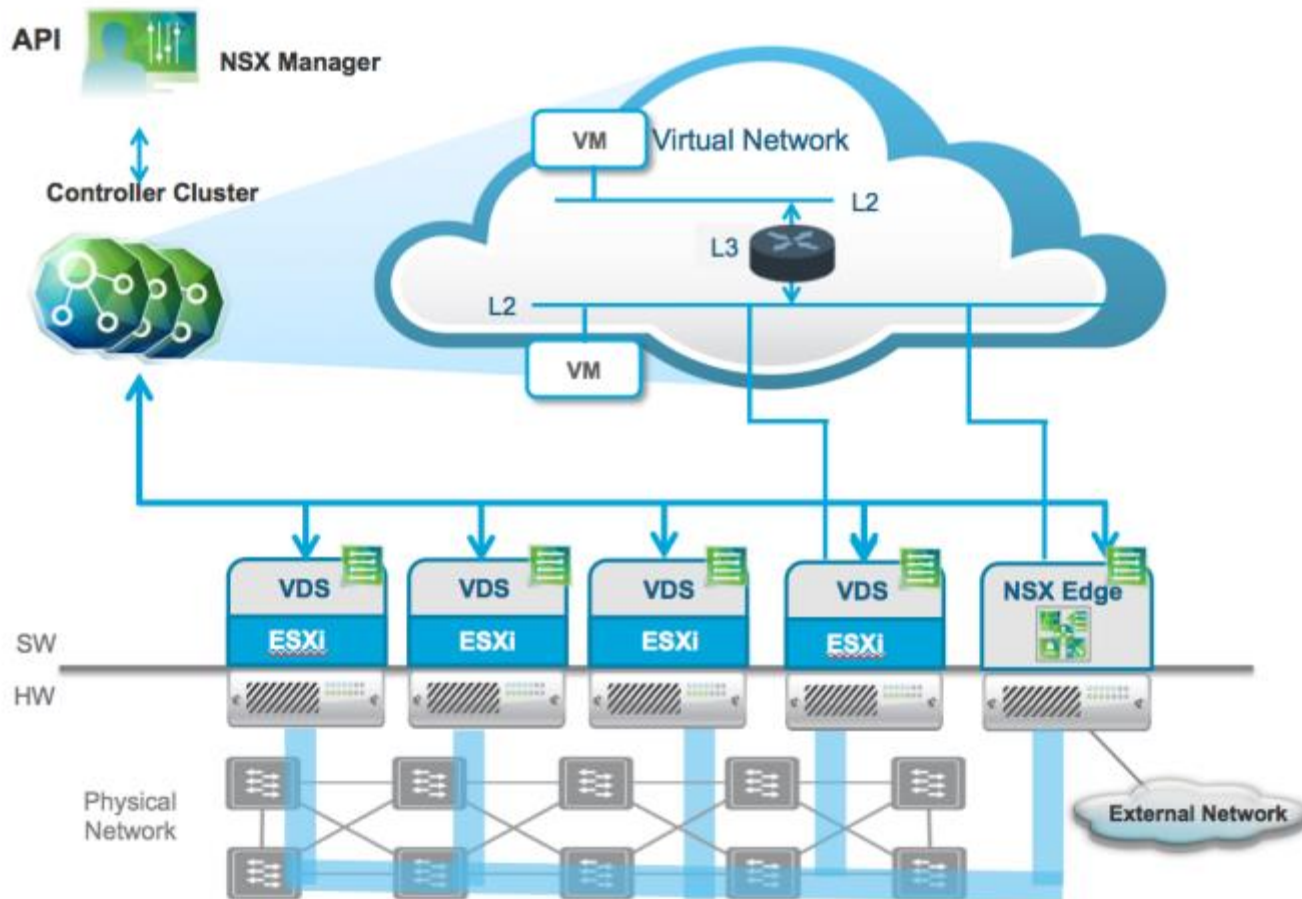 API
NSX Manager
Controller Cluster
VM
Virtual Network
L2
L3
L2
VM
VDS
VDS
VDS
VDS
NSX Edge
ESXi
ESXi
ESXi
ESXi
SW
HW
Physical
Network
External Network